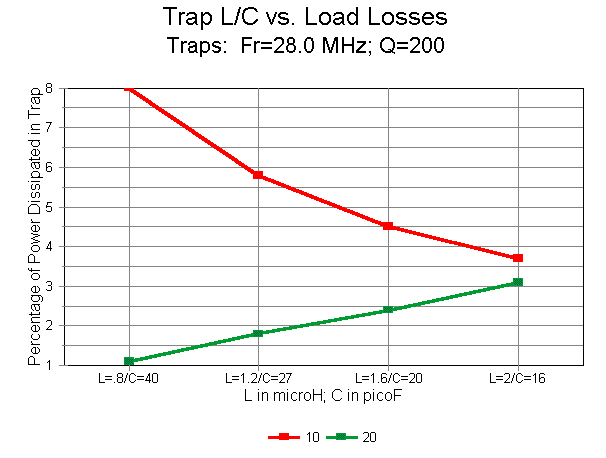 Trap L/C vs. Load Losses
Traps: Fr=28.0 MHz; Q=200
Percentage of Power Dissipated in Trap
8
7
6
5
4
3
2
1
L=.8/C=40 L=1.2/C=27 L=1.6/C=20 L=2/C=16
L in microH; C in picoF
10 20